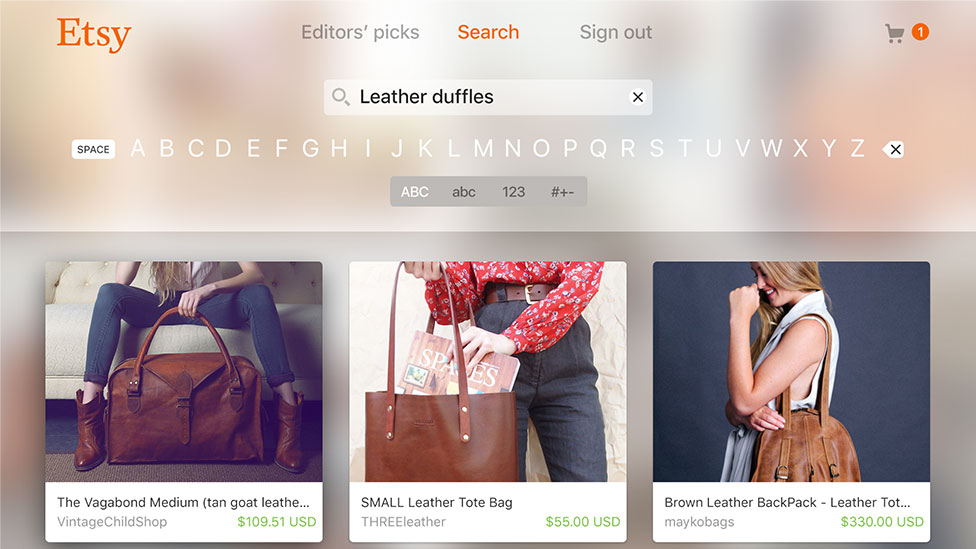 Etsy
Editors’ picks Search Sign out 1
Leather duffles
SPACE A B C D E F G H I J K L M N O P Q R S T U V W X Y Z
ABC abc 123 #+-
SPACES
The Vagabond Medium (tan goat leathe...
VintageChildShop $109.51 USD
SMALL Leather Tote Bag
THREEleather $55.00 USD
Brown Leather BackPack - Leather Tot...
maykobags $330.00 USD